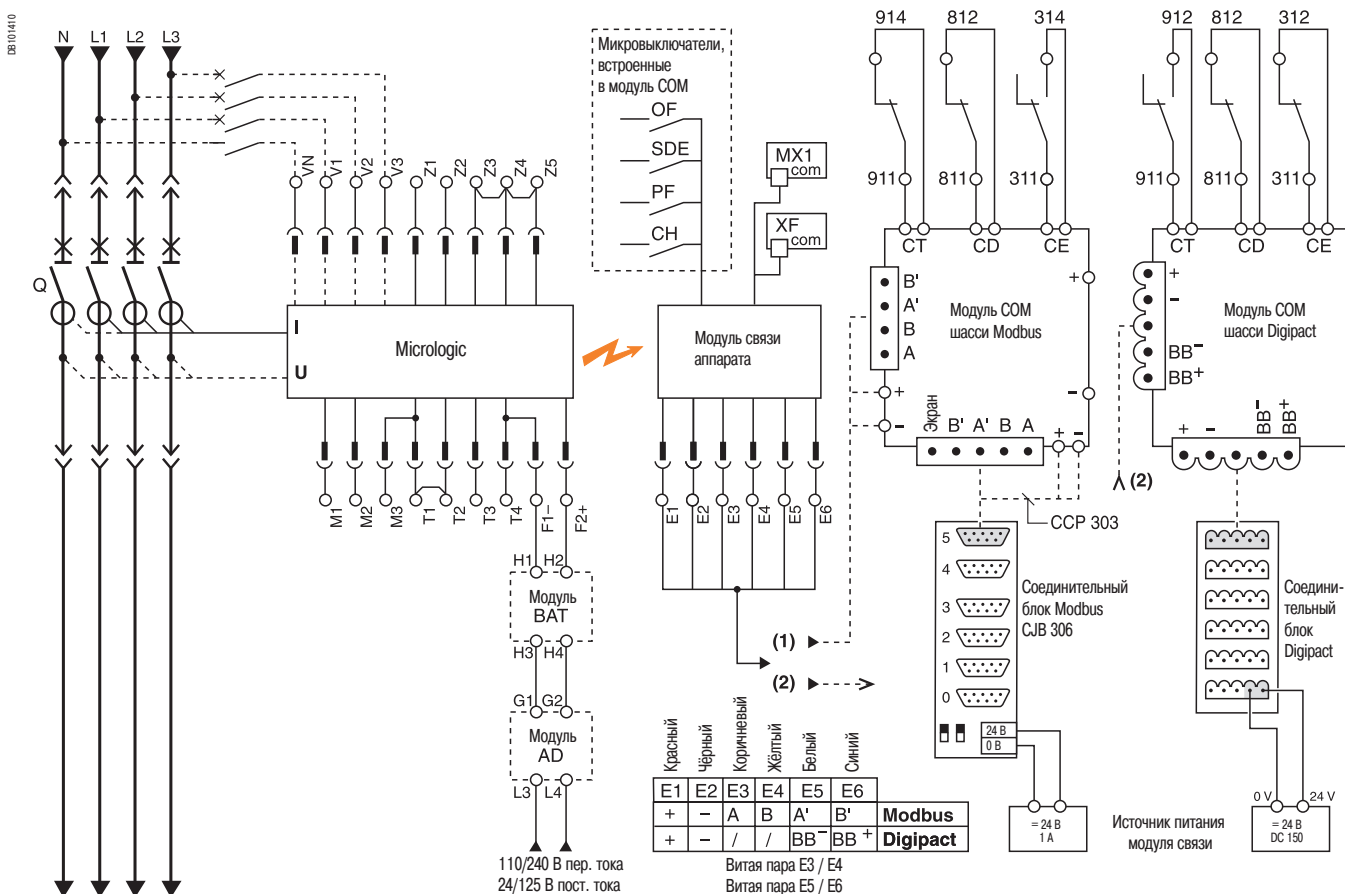 DB101410
N L1 L2 L3
Микровыключатели,
встроенные
в модуль COM
OF
SDE
PF
CH
MX1
com
XF
com
914 812 314
911 811 311
CT CD CE
912 812 312
911 811 311
CT CD CE
VN V1 V2 V3 Z1 Z2 Z3 Z4 Z5
Q
I
U
Micrologic
Модуль связи
аппарата
B'
A'
B
A
+
−
+
−
Модуль COM
шасси Modbus
Экран B' A' B A + −
+
−
BB−
BB+
Модуль COM
шасси Digipact
+ − BB− BB+
(2)
M1 M2 M3 T1 T2 T3 T4 F1− F2+
E1 E2 E3 E4 E5 E6
CCP 303
H1 H2
Модуль
BAT
H3 H4
G1 G2
Модуль
AD
L3 L4
110/240 В пер. тока
24/125 В пост. тока
(1)
(2)
5
4
3
2
1
0
Соединительный
блок Modbus
CJB 306
24 В
0 В
= 24 В
1 А
Соедини-
тельный
блок
Digipact
0 V 24 V
= 24 В
DC 150
Источник питания
модуля связи
Красный Чёрный Коричневый Жёлтый Белый Синий
E1 E2 E3 E4 E5 E6
+ − A B A' B' Modbus
+ − / / BB− BB+ Digipact
Витая пара E3 / E4
Витая пара E5 / E6